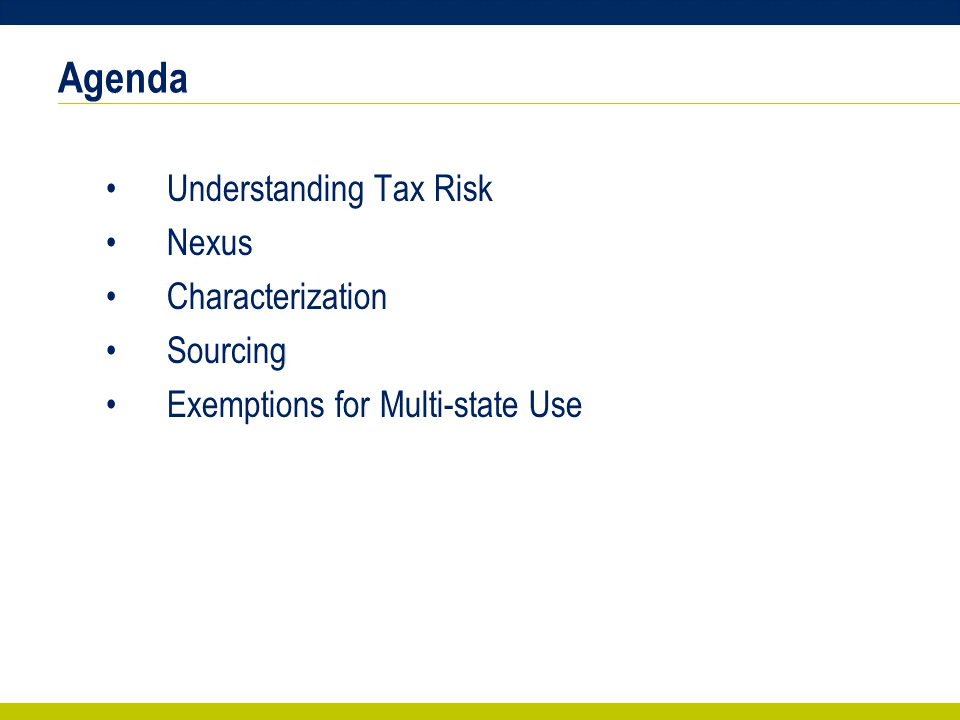 Agenda
• Understanding Tax Risk
• Nexus
• Characterization
• Sourcing
• Exemptions for Multi-state Use